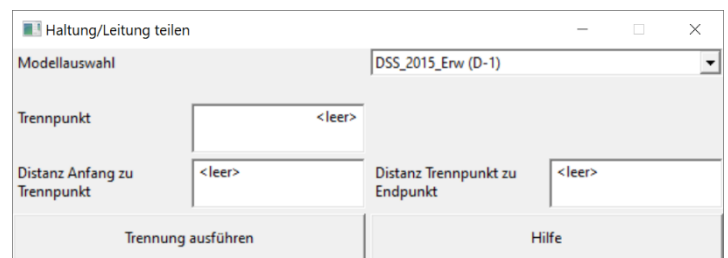 Haltung/Leitung teilen
Modellauswahl
DSS_2015_Erw (D-1)
Trennpunkt
<leer>
Distanz Anfang zu
Trennpunkt
<leer>
Distanz Trennpunkt zu
Endpunkt
<leer>
Trennung ausführen
Hilfe